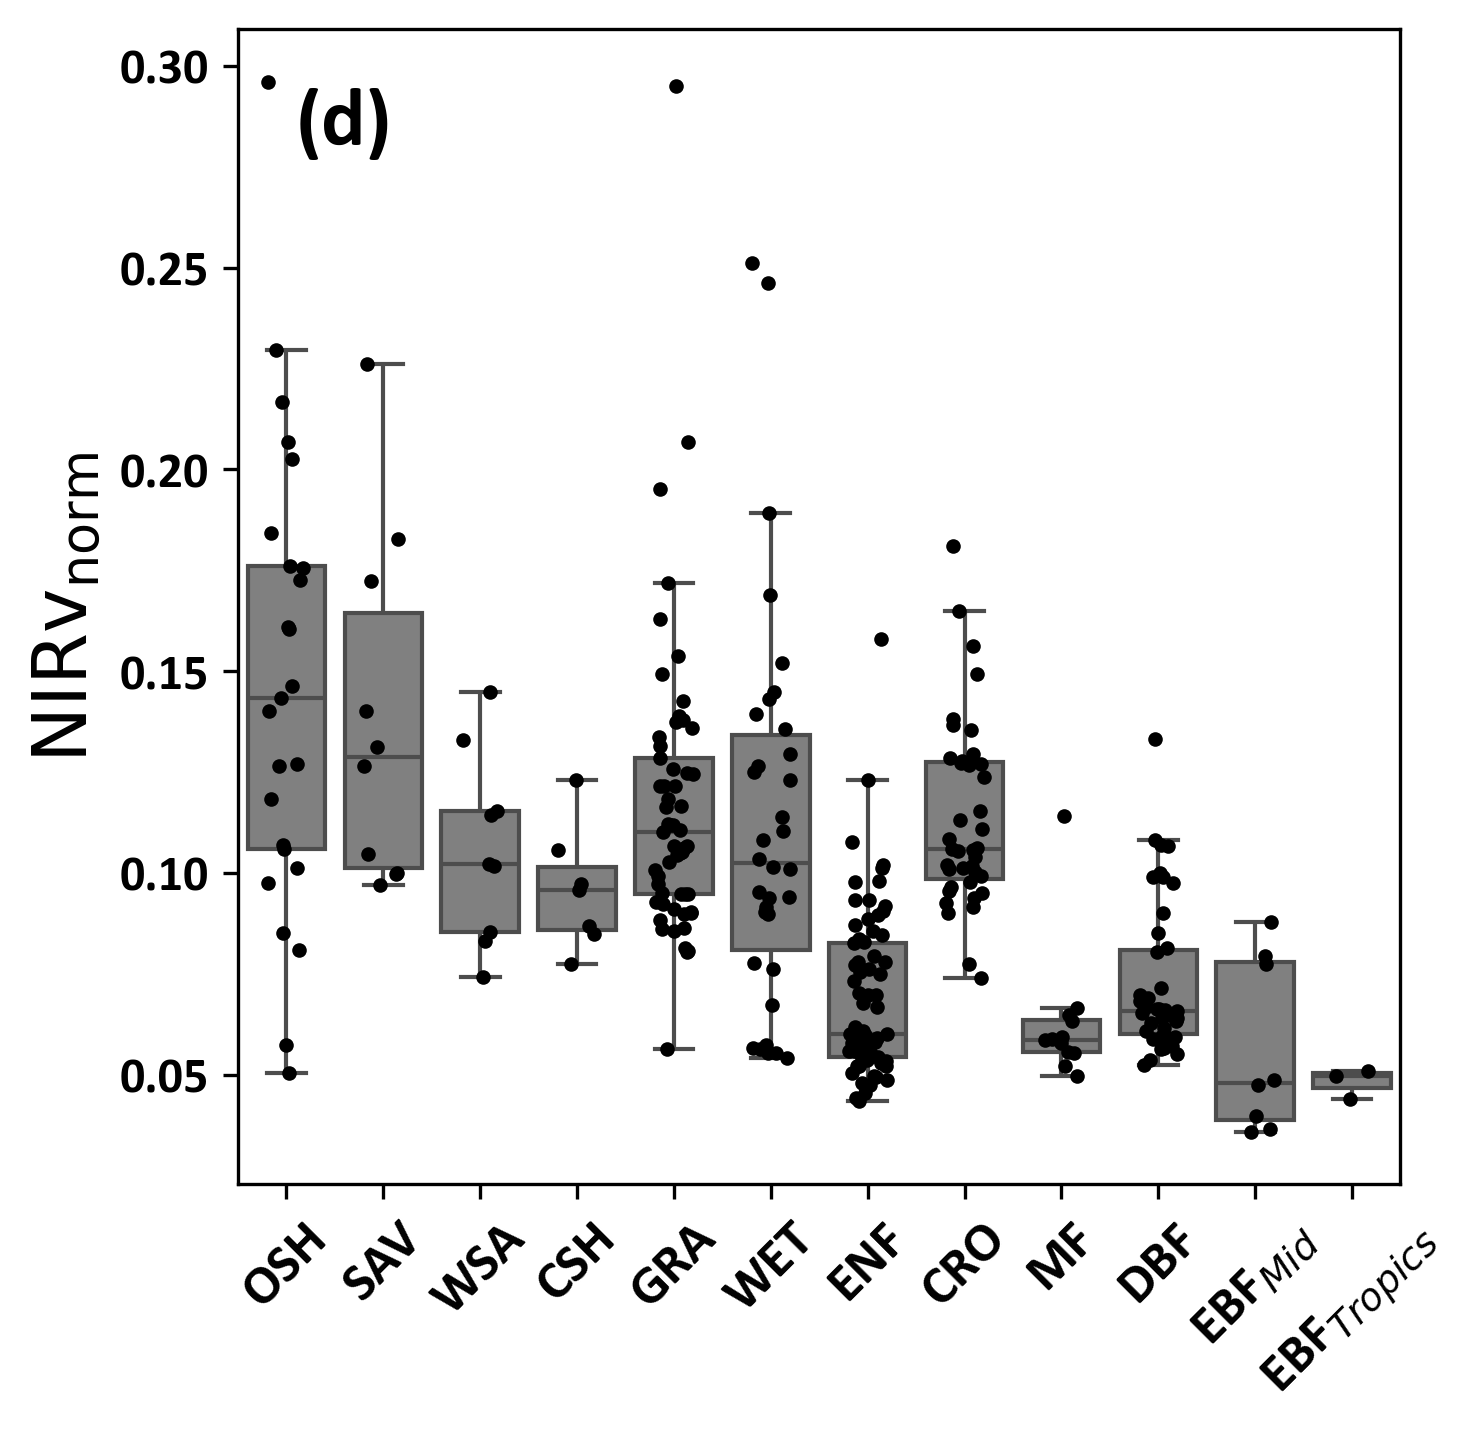 (d)
NIRv_norm
0.30
0.25
0.20
0.15
0.10
0.05
OSH
SAV
WSA
CSH
GRA
WET
ENF
CRO
MF
DBF
EBF_Mid
EBF_Tropics